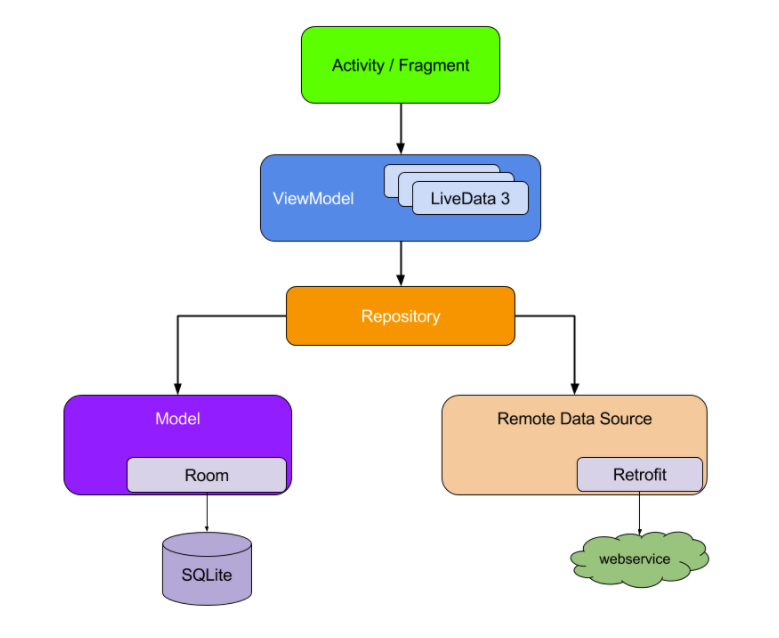 Activity / Fragment
ViewModel
LiveData 3
Repository
Model
Remote Data Source
Room
Retrofit
SQLite
webservice